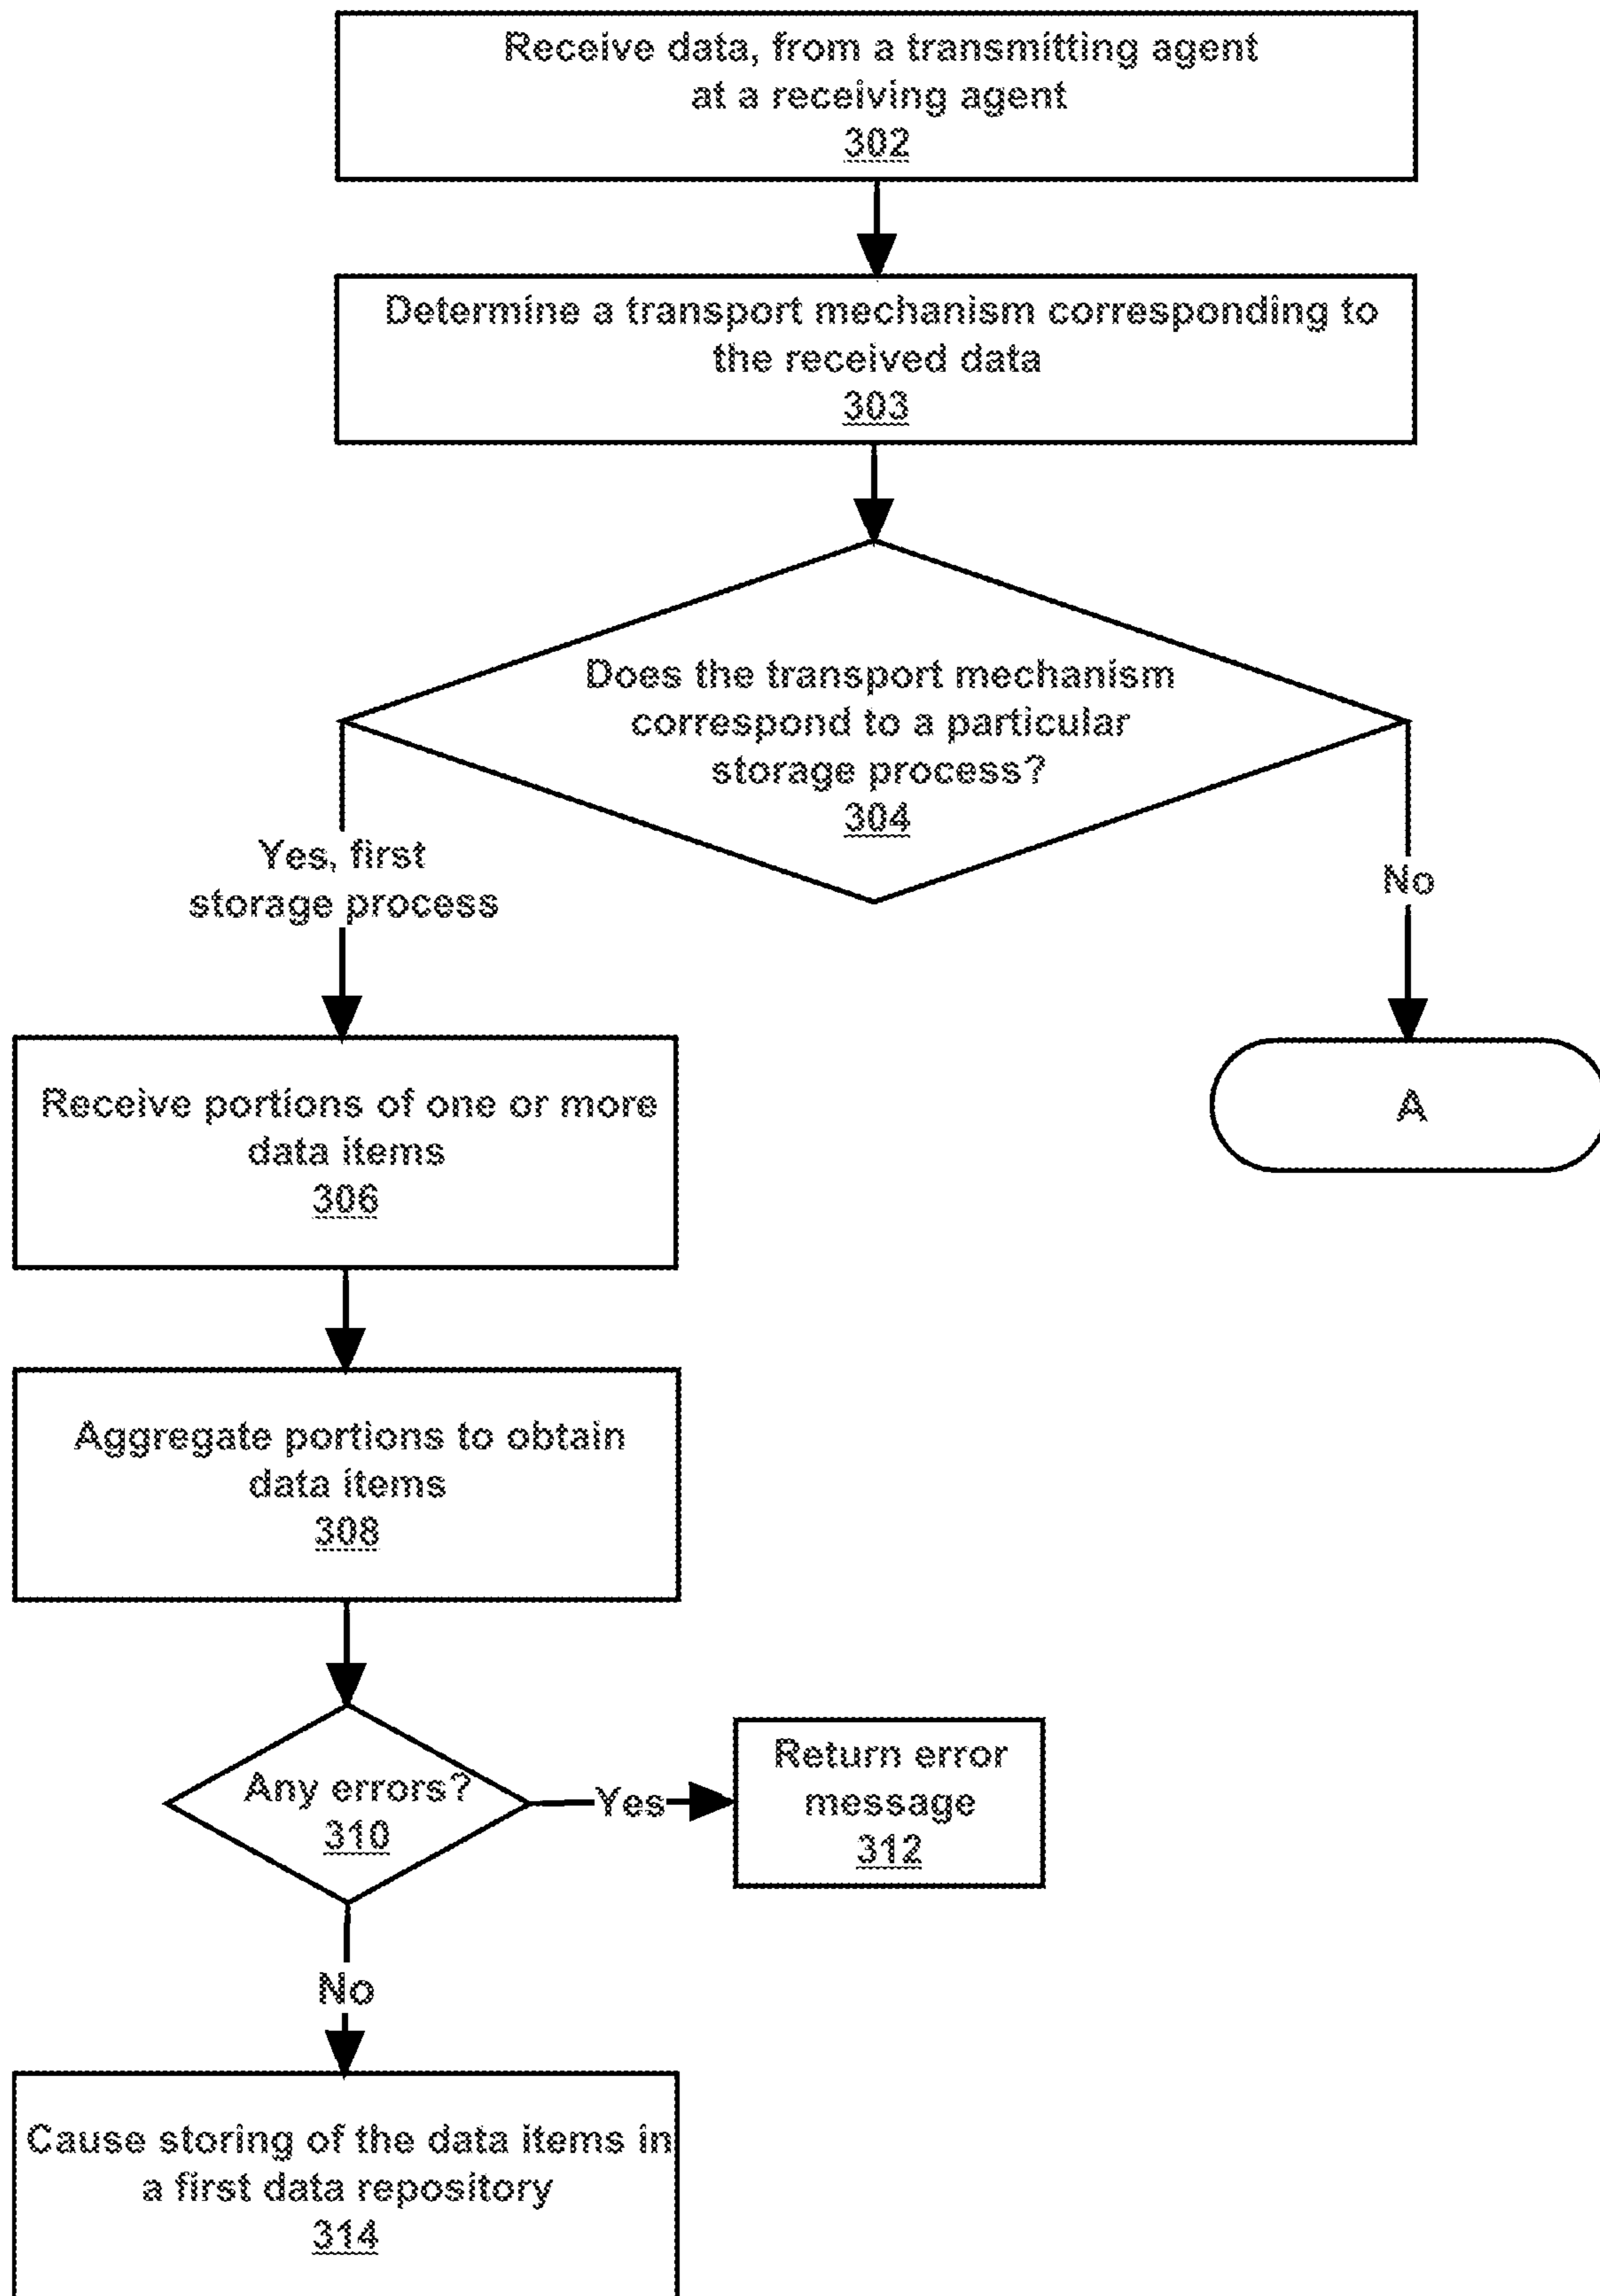 Receive data, from a transmitting agent
at a receiving agent
302
Determine a transport mechanism corresponding to
the received data
303
Does the transport mechanism
correspond to a particular
storage process?
304
Yes, first
storage process
No
Receive portions of one or more
data items
306
A
Aggregate portions to obtain
data items
308
Any errors?
310
Yes
Return error
message
312
No
Cause storing of the data items in
a first data repository
314